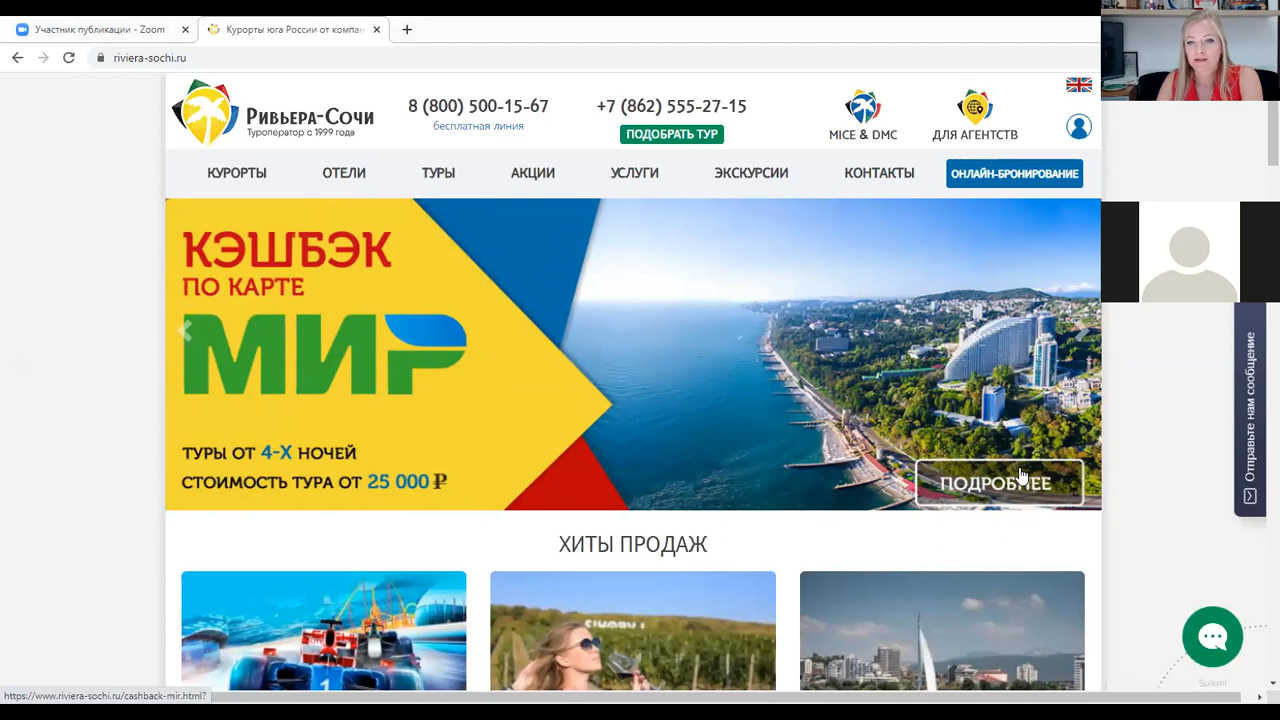 Участник публикации - Zoom
Курорты юга России от компан
riviera-sochi.ru
Ривьера-Сочи
Туроператор с 1999 года
8 (800) 500-15-67
бесплатная линия
+7 (862) 555-27-15
ПОДОБРАТЬ ТУР
MICE & DMC
ДЛЯ АГЕНТСТВ
КУРОРТЫ
ОТЕЛИ
ТУРЫ
АКЦИИ
УСЛУГИ
ЭКСКУРСИИ
КОНТАКТЫ
ОНЛАЙН-БРОНИРОВАНИЕ
КЭШБЭК
ПО КАРТЕ
МИР
ТУРЫ ОТ 4-Х НОЧЕЙ
СТОИМОСТЬ ТУРА ОТ 25 000 ₽
ПОДРОБНЕЕ
Отправьте нам сообщение
ХИТЫ ПРОДАЖ
1
Spikmi
https://www.riviera-sochi.ru/cashback-mir.html?